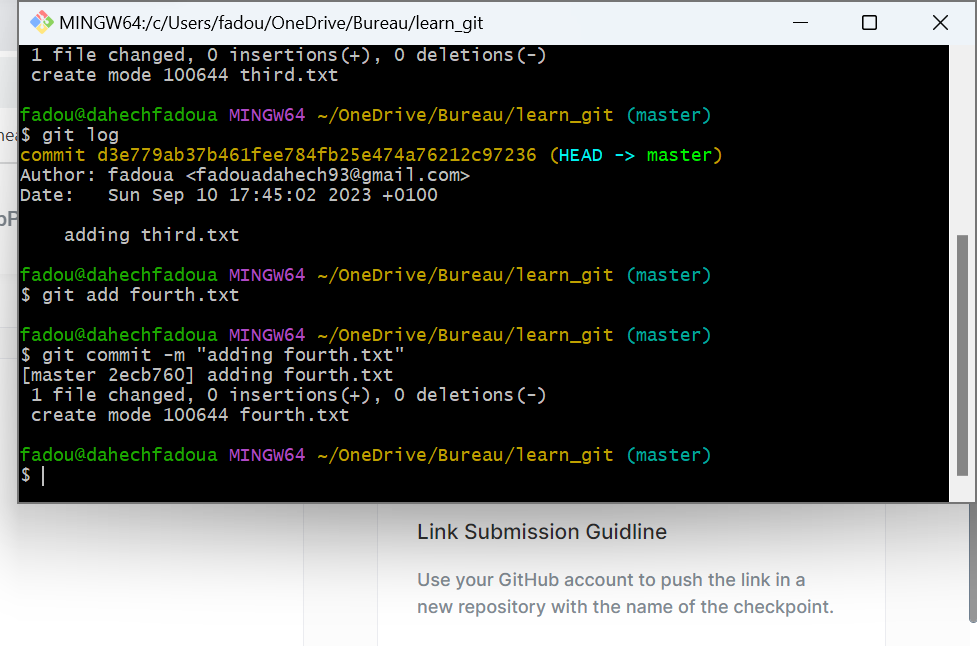 MINGW64:/c/Users/fadou/OneDrive/Bureau/learn_git
1 file changed, 0 insertions(+), 0 deletions(-)
create mode 100644 third.txt
fadou@dahechfadoua MINGW64 ~/OneDrive/Bureau/learn_git (master)
$ git log
commit d3e779ab37b461fee784fb25e474a76212c97236 (HEAD -> master)
Author: fadoua <fadouadahech93@gmail.com>
Date:   Sun Sep 10 17:45:02 2023 +0100
adding third.txt
fadou@dahechfadoua MINGW64 ~/OneDrive/Bureau/learn_git (master)
$ git add fourth.txt
fadou@dahechfadoua MINGW64 ~/OneDrive/Bureau/learn_git (master)
$ git commit -m "adding fourth.txt"
[master 2ecb760] adding fourth.txt
1 file changed, 0 insertions(+), 0 deletions(-)
create mode 100644 fourth.txt
fadou@dahechfadoua MINGW64 ~/OneDrive/Bureau/learn_git (master)
$
Link Submission Guidline
Use your GitHub account to push the link in a
new repository with the name of the checkpoint.